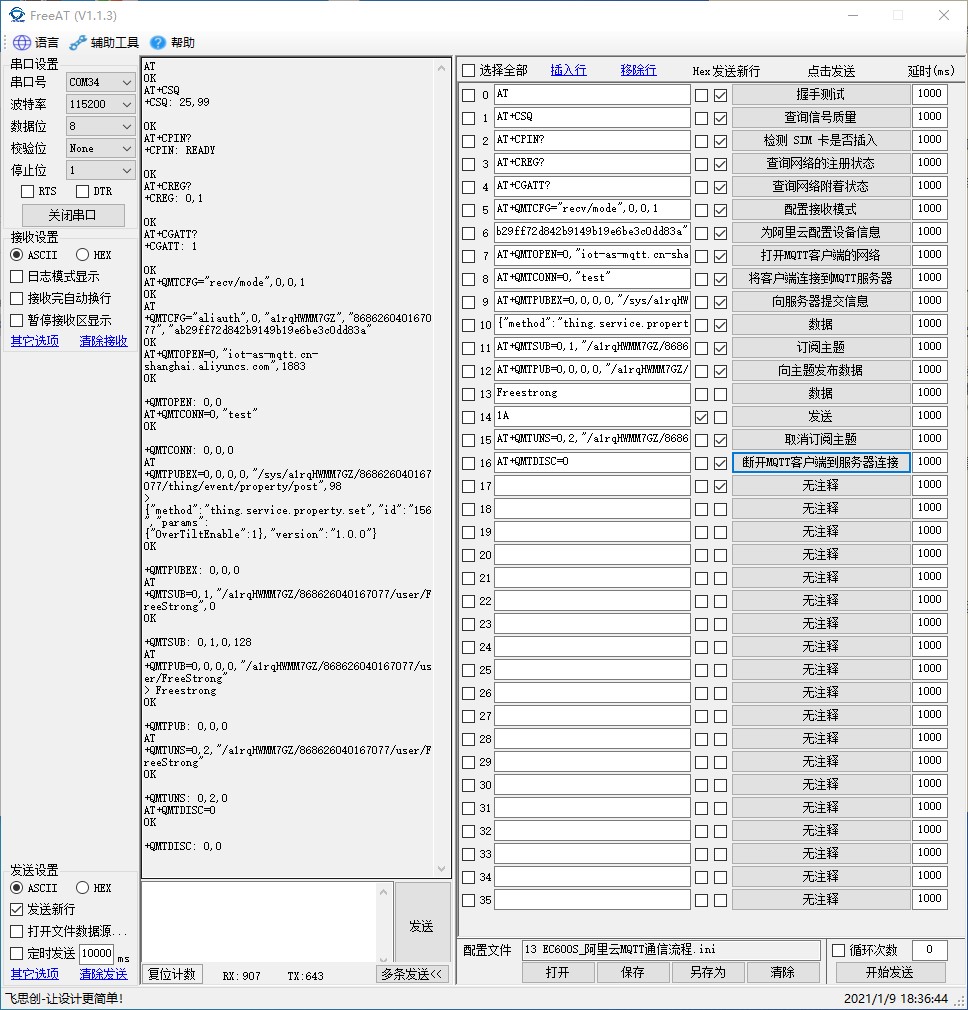 FreeAT (V1.1.3)
语言 辅助工具 帮助
串口设置
串口号 COM34
波特率 115200
数据位 8
校验位 None
停止位 1
RTS DTR
关闭串口
接收设置
ASCII HEX
日志模式显示
接收完自动换行
暂停接收区显示
其它选项 清除接收
发送设置
ASCII HEX
发送新行
打开文件数据源...
定时发送 10000 ms
其它选项 清除发送
AT
OK
AT+CSQ
+CSQ: 25,99
OK
AT+CPIN?
+CPIN: READY
OK
AT+CREG?
+CREG: 0,1
OK
AT+CGATT?
+CGATT: 1
OK
AT+QMTCFG="recv/mode",0,0,1
OK
AT
+QMTCFG="aliauth",0,"a1rqHWMM7GZ","8686260401670
77","ab29ff72d842b9149b19e6be3c0dd83a"
OK
AT+QMTOPEN=0,"iot-as-mqtt.cn-
shanghai.aliyuncs.com",1883
OK
+QMTOPEN: 0,0
AT+QMTCONN=0,"test"
OK
+QMTCONN: 0,0,0
AT
+QMTPUBEX=0,0,0,0,"/sys/a1rqHWMM7GZ/868626040167
077/thing/event/property/post",98
>
{"method":"thing.service.property.set","id":"156
","params":
{"OverTiltEnable":1},"version":"1.0.0"}
OK
+QMTPUBEX: 0,0,0
AT
+QMTSUB=0,1,"/a1rqHWMM7GZ/868626040167077/user/F
reeStrong",0
OK
+QMTSUB: 0,1,0,128
AT
+QMTPUB=0,0,0,0,"/a1rqHWMM7GZ/868626040167077/us
er/FreeStrong"
> Freestrong
OK
+QMTPUB: 0,0,0
AT
+QMTUNS=0,2,"/a1rqHWMM7GZ/868626040167077/user/F
reeStrong"
OK
+QMTUNS: 0,2,0
AT+QMTDISC=0
OK
+QMTDISC: 0,0
发送
复位计数 RX: 907 TX:643 多条发送<<
选择全部 插入行 移除行 Hex 发送新行 点击发送 延时(ms)
0 AT 握手测试 1000
1 AT+CSQ 查询信号质量 1000
2 AT+CPIN? 检测 SIM 卡是否插入 1000
3 AT+CREG? 查询网络的注册状态 1000
4 AT+CGATT? 查询网络附着状态 1000
5 AT+QMTCFG="recv/mode",0,0,1 配置接收模式 1000
6 b29ff72d842b9149b19e6be3c0dd83a" 为阿里云配置设备信息 1000
7 AT+QMTOPEN=0,"iot-as-mqtt.cn-sha 打开MQTT客户端的网络 1000
8 AT+QMTCONN=0,"test" 将客户端连接到MQTT服务器 1000
9 AT+QMTPUBEX=0,0,0,0,"/sys/a1rqHW 向服务器提交信息 1000
10 {"method":"thing.service.propert 数据 1000
11 AT+QMTSUB=0,1,"/a1rqHWMM7GZ/8686 订阅主题 1000
12 AT+QMTPUB=0,0,0,0,"/a1rqHWMM7GZ/ 向主题发布数据 1000
13 Freestrong 数据 1000
14 1A 发送 1000
15 AT+QMTUNS=0,2,"/a1rqHWMM7GZ/8686 取消订阅主题 1000
16 AT+QMTDISC=0 断开MQTT客户端到服务器连接 1000
17 无注释 1000
18 无注释 1000
19 无注释 1000
20 无注释 1000
21 无注释 1000
22 无注释 1000
23 无注释 1000
24 无注释 1000
25 无注释 1000
26 无注释 1000
27 无注释 1000
28 无注释 1000
29 无注释 1000
30 无注释 1000
31 无注释 1000
32 无注释 1000
33 无注释 1000
34 无注释 1000
35 无注释 1000
配置文件 13 EC600S_阿里云MQTT通信流程.ini 循环次数 0
打开 保存 另存为 清除 开始发送
飞思创-让设计更简单! 2021/1/9 18:36:44